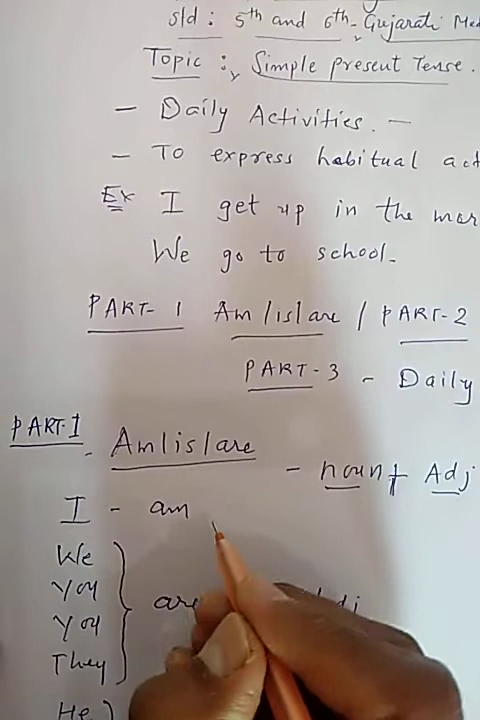 std: 5th and 6th - Gujarati Med
Topic: Simple present Tense.
- Daily Activities. -
- To express habitual act
Ex I get up in the mor
We go to school.
PART-1 Am/is/are / PART-2
PART-3 - Daily
PART-1 - Am/is/are
- noun + Adj
I - am
We
You
You
They
are
He